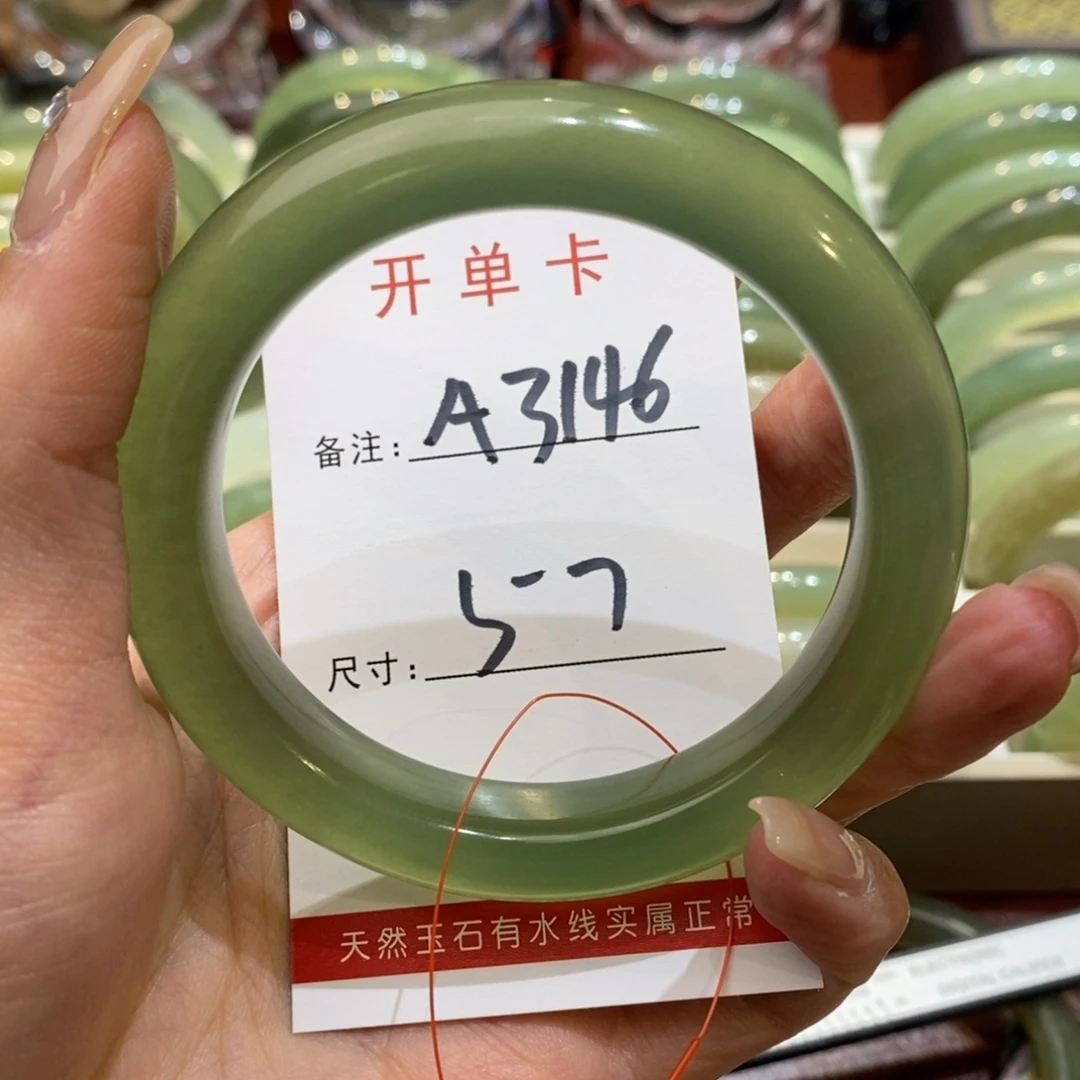 开单卡
备注: A3146
尺寸: 57
天然玉石有水线实属正常